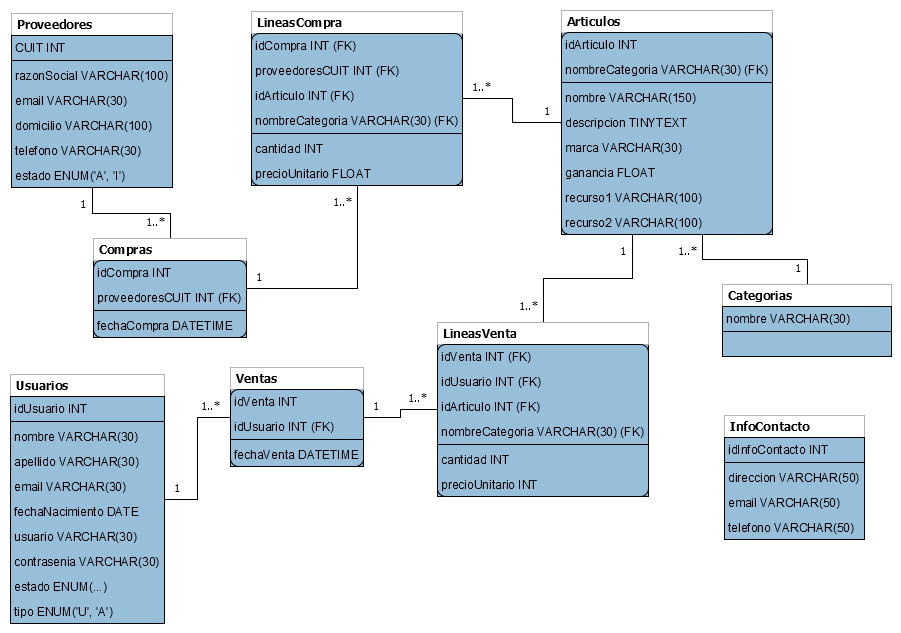 Proveedores
CUIT INT
razonSocial VARCHAR(100)
email VARCHAR(30)
domicilio VARCHAR(100)
telefono VARCHAR(30)
estado ENUM('A', 'I')
LineasCompra
idCompra INT (FK)
proveedoresCUIT INT (FK)
idArticulo INT (FK)
nombreCategoria VARCHAR(30) (FK)
cantidad INT
precioUnitario FLOAT
Articulos
idArticulo INT
nombreCategoria VARCHAR(30) (FK)
nombre VARCHAR(150)
descripcion TINYTEXT
marca VARCHAR(30)
ganancia FLOAT
recurso1 VARCHAR(100)
recurso2 VARCHAR(100)
1..*
1
1
1..*
1..*
1
Compras
idCompra INT
proveedoresCUIT INT (FK)
fechaCompra DATETIME
1
1..*
1..*
1
Categorias
nombre VARCHAR(30)
LineasVenta
idVenta INT (FK)
idUsuario INT (FK)
idArticulo INT (FK)
nombreCategoria VARCHAR(30) (FK)
cantidad INT
precioUnitario INT
Usuarios
idUsuario INT
nombre VARCHAR(30)
apellido VARCHAR(30)
email VARCHAR(30)
fechaNacimiento DATE
usuario VARCHAR(30)
contrasenia VARCHAR(30)
estado ENUM(...)
tipo ENUM('U', 'A')
1
1..*
Ventas
idVenta INT
idUsuario INT (FK)
fechaVenta DATETIME
1
1..*
InfoContacto
idInfoContacto INT
direccion VARCHAR(50)
email VARCHAR(50)
telefono VARCHAR(50)